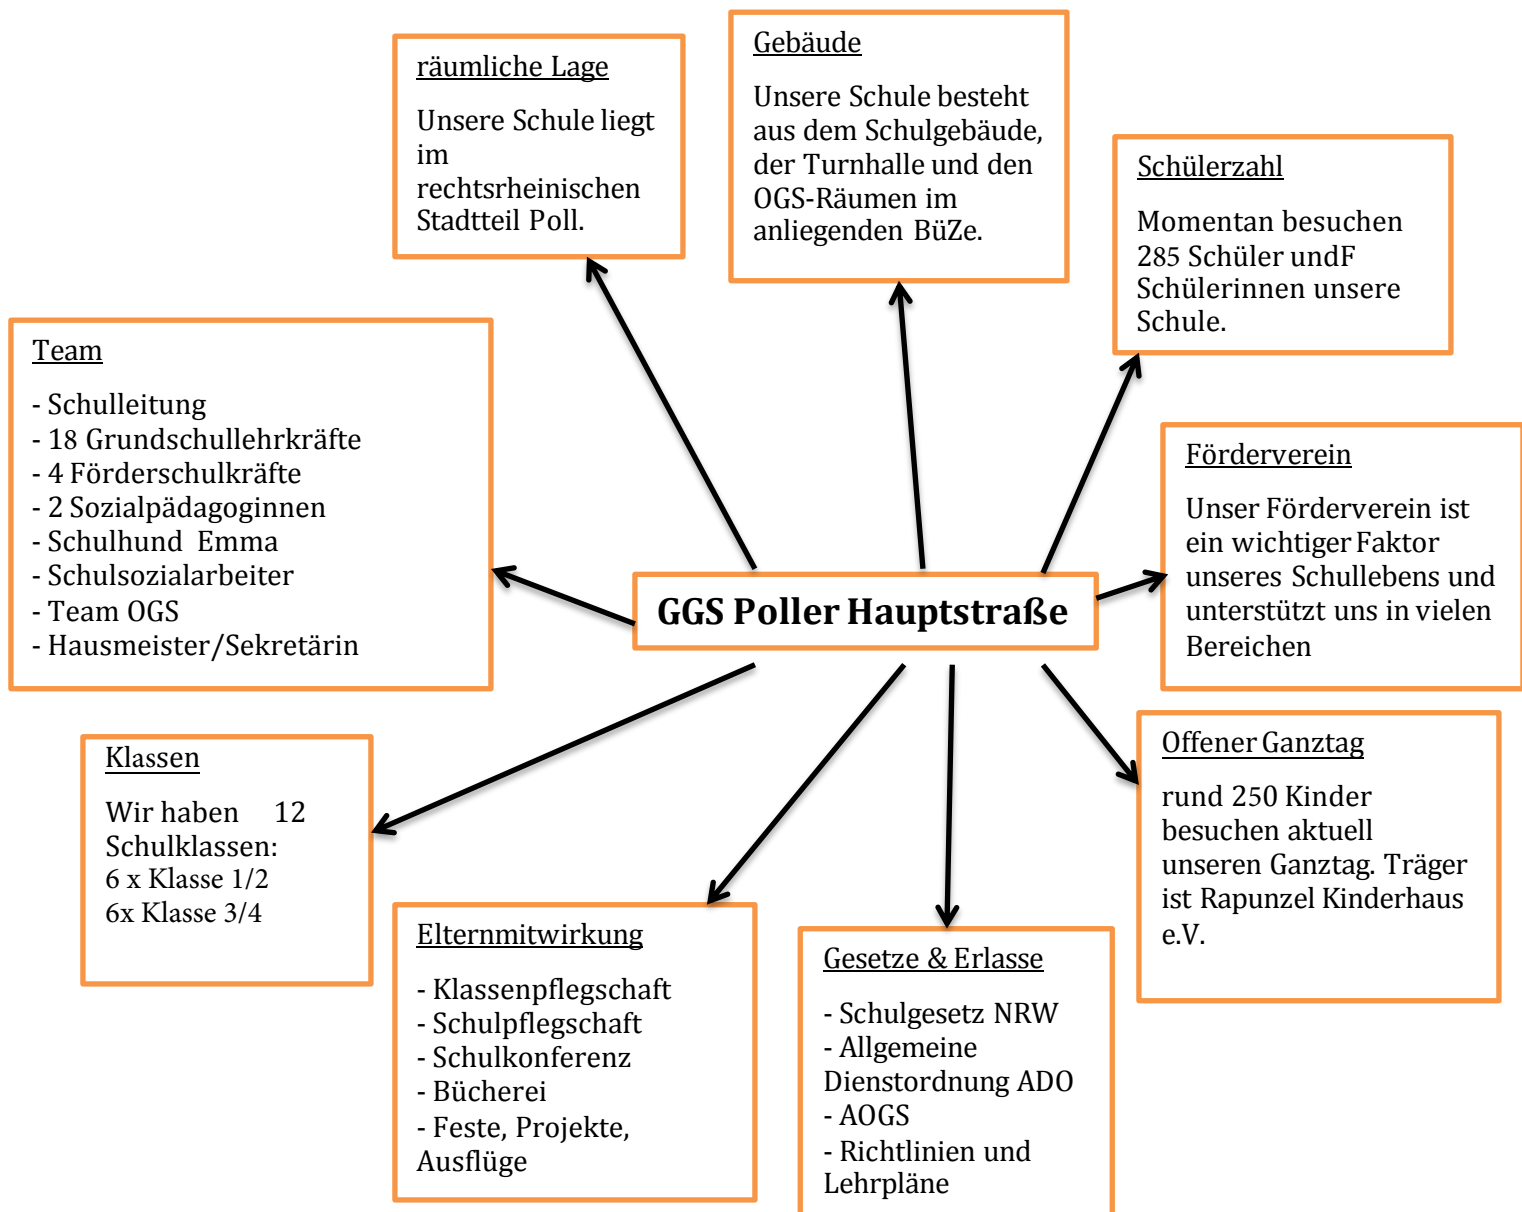 räumliche Lage
Unsere Schule liegt
im
rechtsrheinischen
Stadtteil Poll.
Gebäude
Unsere Schule besteht
aus dem Schulgebäude,
der Turnhalle und den
OGS-Räumen im
anliegenden BüZe.
Schülerzahl
Momentan besuchen
285 Schüler undF
Schülerinnen unsere
Schule.
Team
- Schulleitung
- 18 Grundschullehrkräfte
- 4 Förderschulkräfte
- 2 Sozialpädagoginnen
- Schulhund Emma
- Schulsozialarbeiter
- Team OGS
- Hausmeister/Sekretärin
GGS Poller Hauptstraße
Förderverein
Unser Förderverein ist
ein wichtiger Faktor
unseres Schullebens und
unterstützt uns in vielen
Bereichen
Klassen
Wir haben 12
Schulklassen:
6 x Klasse 1/2
6x Klasse 3/4
Elternmitwirkung
- Klassenpflegschaft
- Schulpflegschaft
- Schulkonferenz
- Bücherei
- Feste, Projekte,
Ausflüge
Gesetze & Erlasse
- Schulgesetz NRW
- Allgemeine
Dienstordnung ADO
- AOGS
- Richtlinien und
Lehrpläne
Offener Ganztag
rund 250 Kinder
besuchen aktuell
unseren Ganztag. Träger
ist Rapunzel Kinderhaus
e.V.